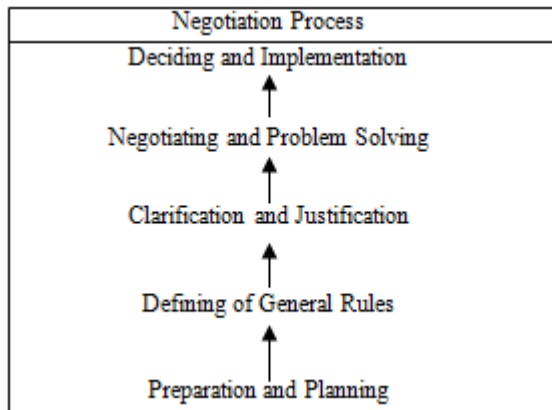 Negotiation Process
Deciding and Implementation
Negotiating and Problem Solving
Clarification and Justification
Defining of General Rules
Preparation and Planning